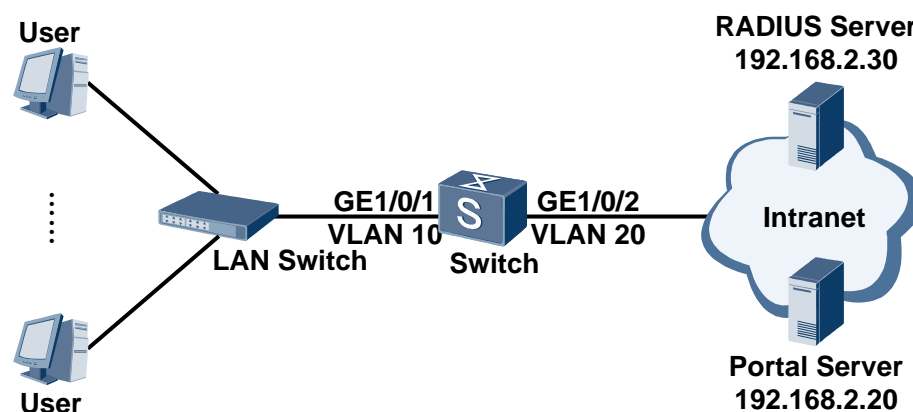 User
RADIUS Server
192.168.2.30
GE1/0/1
GE1/0/2
VLAN 10
VLAN 20
Intranet
LAN Switch
Switch
S
Portal Server
192.168.2.20
User